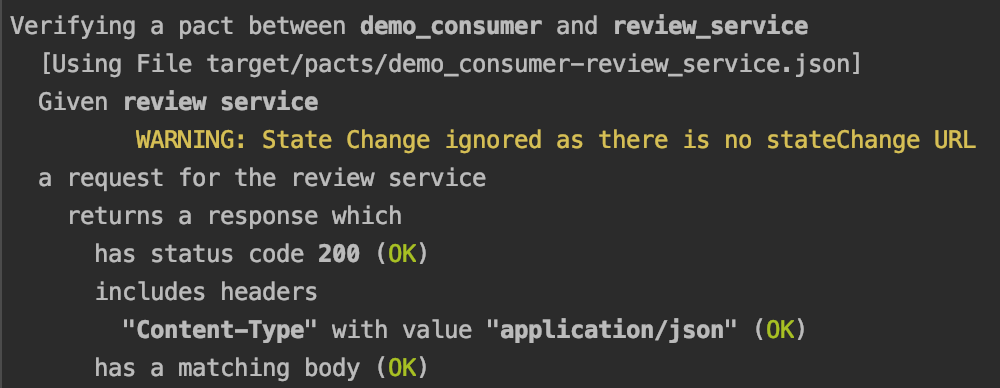 Verifying a pact between demo_consumer and review_service
[Using File target/pacts/demo_consumer-review_service.json]
Given review service
WARNING: State Change ignored as there is no stateChange URL
a request for the review service
returns a response which
has status code 200 (OK)
includes headers
"Content-Type" with value "application/json" (OK)
has a matching body (OK)